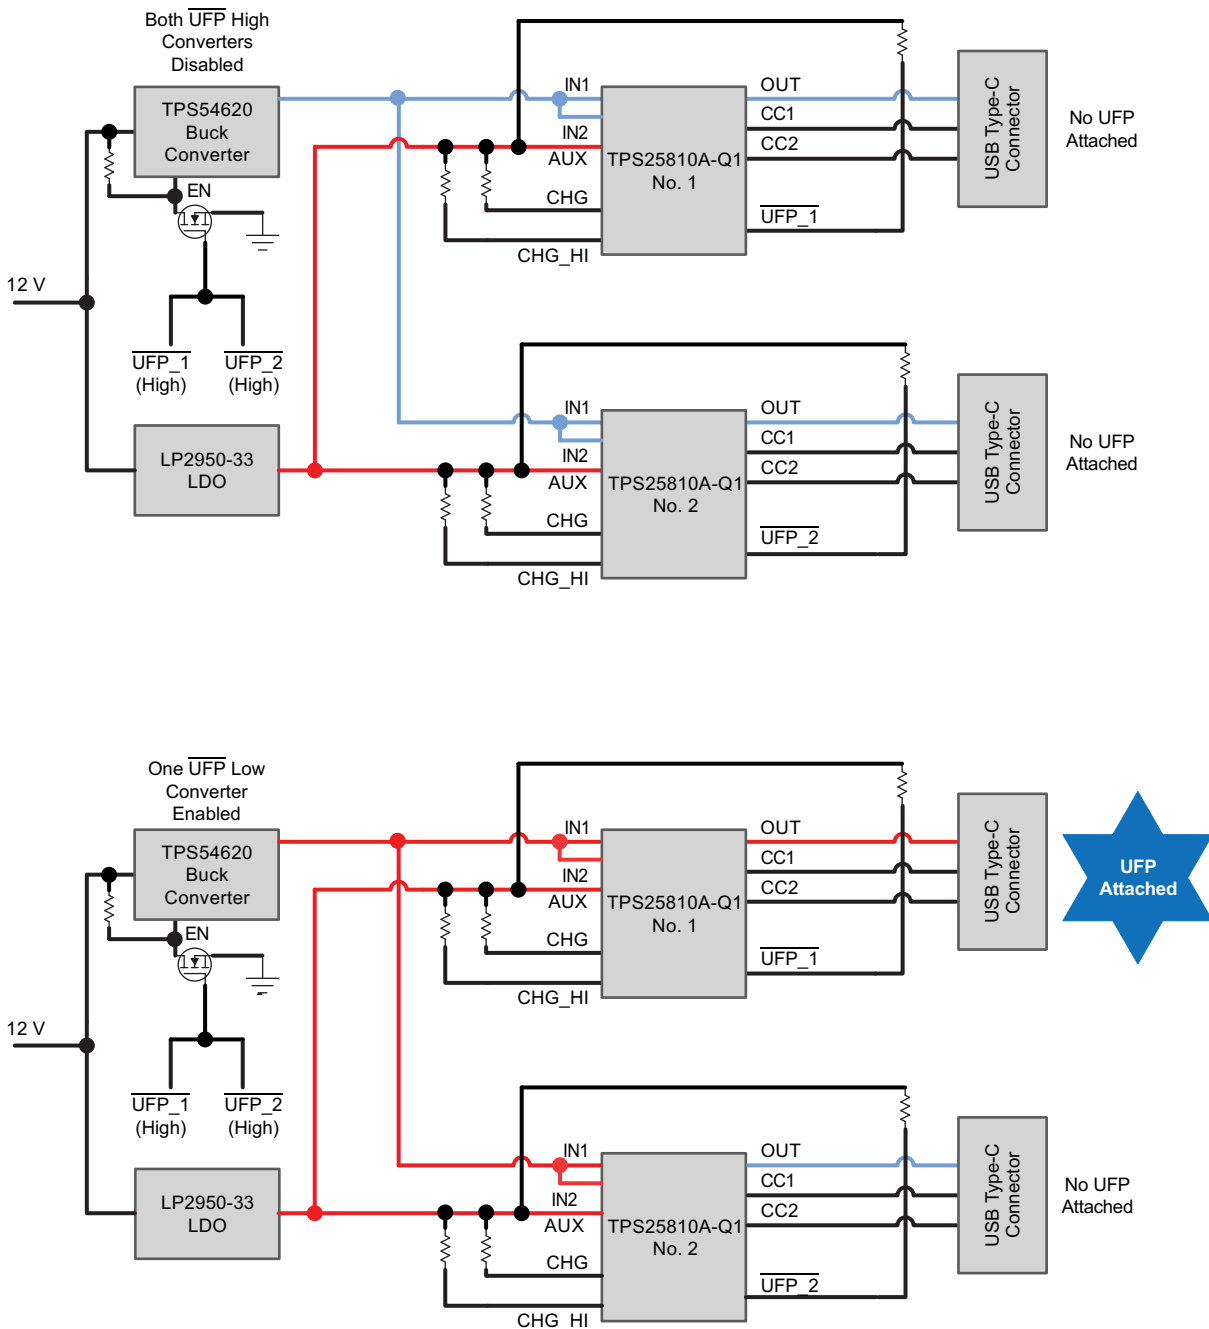 Both UFP High
Converters
Disabled
TPS54620
Buck
Converter
EN
12 V
UFP_1
(High)
UFP_2
(High)
LP2950-33
LDO
IN1
IN2
AUX
CHG
CHG_HI
TPS25810A-Q1
No. 1
OUT
CC1
CC2
UFP_1
USB Type-C
Connector
No UFP
Attached
IN1
IN2
AUX
CHG
CHG_HI
TPS25810A-Q1
No. 2
OUT
CC1
CC2
UFP_2
USB Type-C
Connector
No UFP
Attached
One UFP Low
Converter
Enabled
TPS54620
Buck
Converter
EN
12 V
UFP_1
(High)
UFP_2
(High)
LP2950-33
LDO
IN1
IN2
AUX
CHG
CHG_HI
TPS25810A-Q1
No. 1
OUT
CC1
CC2
UFP_1
USB Type-C
Connector
UFP
Attached
IN1
IN2
AUX
CHG
CHG_HI
TPS25810A-Q1
No. 2
OUT
CC1
CC2
UFP_2
USB Type-C
Connector
No UFP
Attached